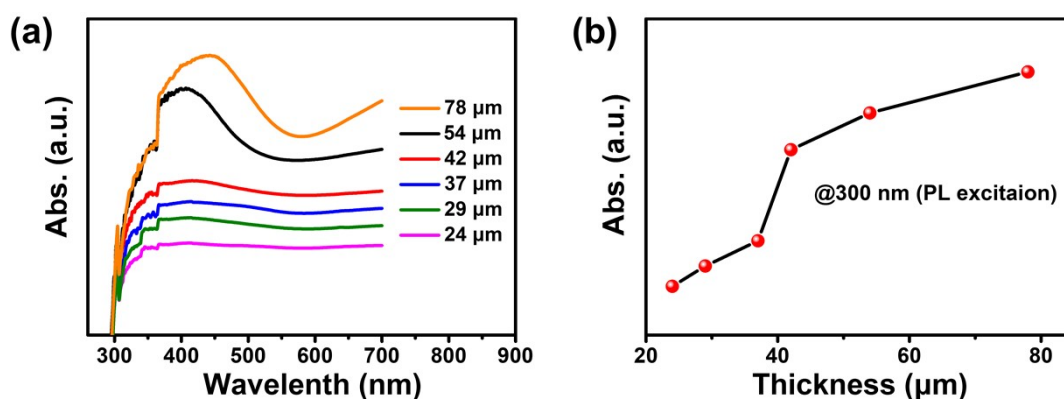 (a)
Abs. (a.u.)
78 µm
54 µm
42 µm
37 µm
29 µm
24 µm
300 400 500 600 700 800 900
Wavelenth (nm)
(b)
Abs. (a.u.)
@300 nm (PL excitaion)
20 40 60 80
Thickness (µm)